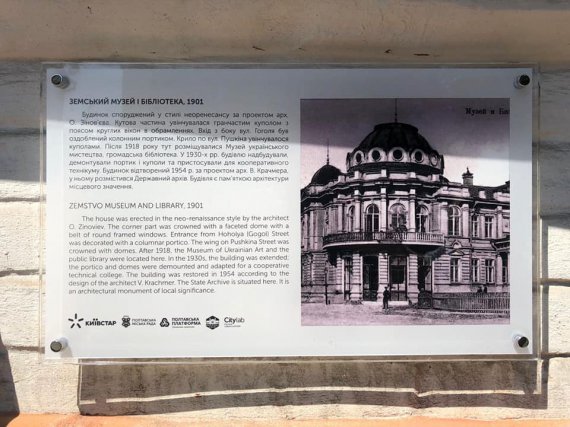 ЗЕМСЬКИЙ МУЗЕЙ І БІБЛІОТЕКА, 1901
Будинок споруджений у стилі неоренесансу за проектом арх.
О. Зінов'єва. Кутова частина увінчувалася гранчастим куполом з
поясом круглих вікон в обрамленнях. Вхід з боку вул. Гоголя був
оздоблений колонним портиком. Крило по вул. Пушкіна увінчувалося
куполами. Після 1918 року тут розміщувалися Музей українського
мистецтва, громадська бібліотека. У 1930-х рр. будівлю надбудували,
демонтували портик і куполи та пристосували для кооперативного
технікуму. Будинок відтворений 1954 р. за проектом арх. В. Крачмера,
у ньому розмістився Державний архів. Будівля є пам'яткою архітектури
місцевого значення.
ZEMSTVO MUSEUM AND LIBRARY, 1901
The house was erected in the neo-renaissance style by the architect
O. Zinoviev. The corner part was crowned with a faceted dome with a
belt of round framed windows. Entrance from Hoholya (Gogol) Street
was decorated with a columnar portico. The wing on Pushkina Street was
crowned with domes. After 1918, the Museum of Ukrainian Art and the
public library were located here. In the 1930s, the building was extended,
the portico and domes were demounted and adapted for a cooperative
technical college. The building was restored in 1954 according to the
design of the architect V. Krachmer. The State Archive is situated here. It is
an architectural monument of local significance.
Музей и
КИЇВСТАР
ПОЛТАВСЬКА
МІСЬКА РАДА
ПОЛТАВСЬКА
ПЛАТФОРМА
Citylab